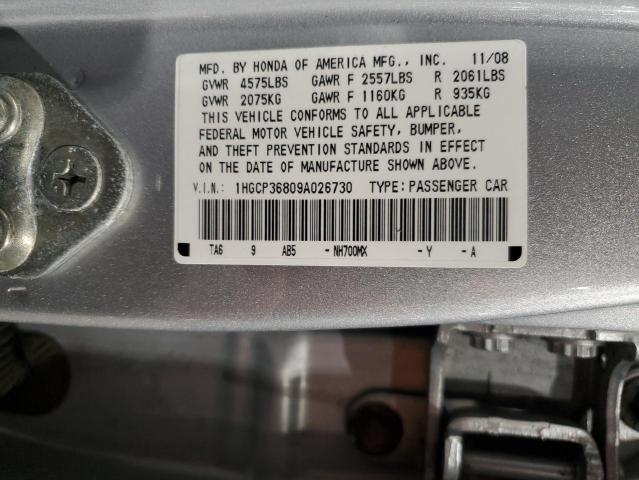 MFD. BY HONDA OF AMERICA MFG., INC. 11/08
GVWR 4575LBS GAWR F 2557LBS R 2061LBS
GVWR 2075KG GAWR F 1160KG R 935KG
THIS VEHICLE CONFORMS TO ALL APPLICABLE
FEDERAL MOTOR VEHICLE SAFETY, BUMPER,
AND THEFT PREVENTION STANDARDS IN EFFECT
ON THE DATE OF MANUFACTURE SHOWN ABOVE.
V.I.N.: 1HGCP36809A026730 TYPE: PASSENGER CAR
TA6 9 AB5 - NH700MX - Y - A